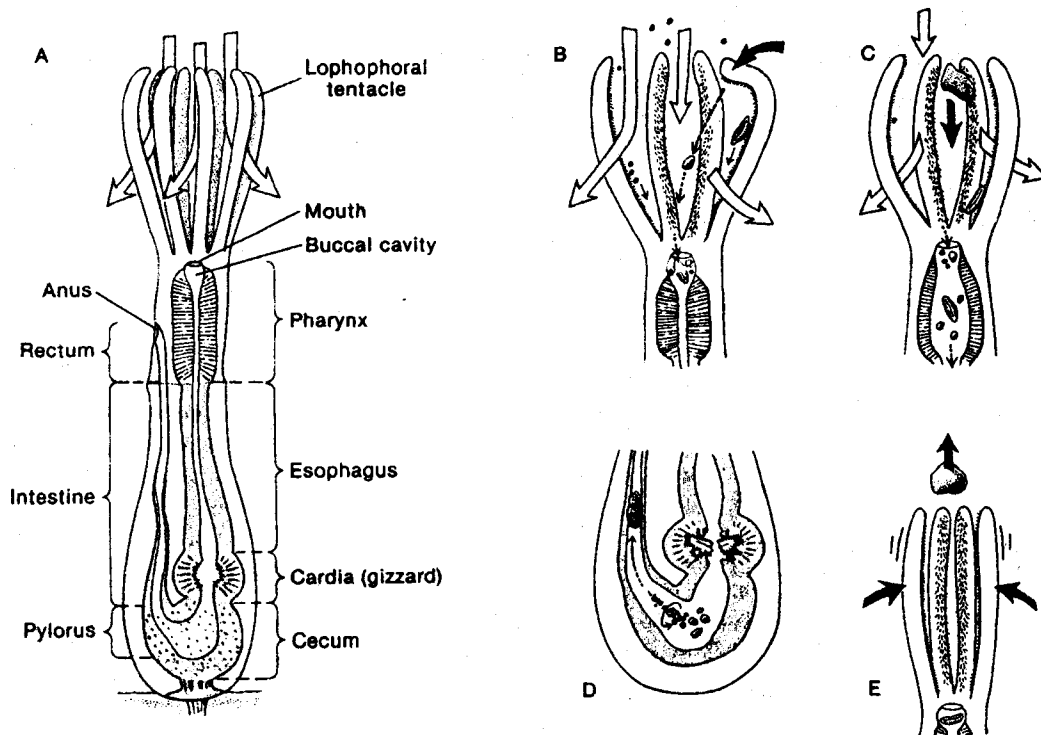 A
Lophophoral
tentacle
Mouth
Buccal cavity
Anus
Pharynx
Rectum
Esophagus
Intestine
Cardia (gizzard)
Pylorus
Cecum
B
C
D
E